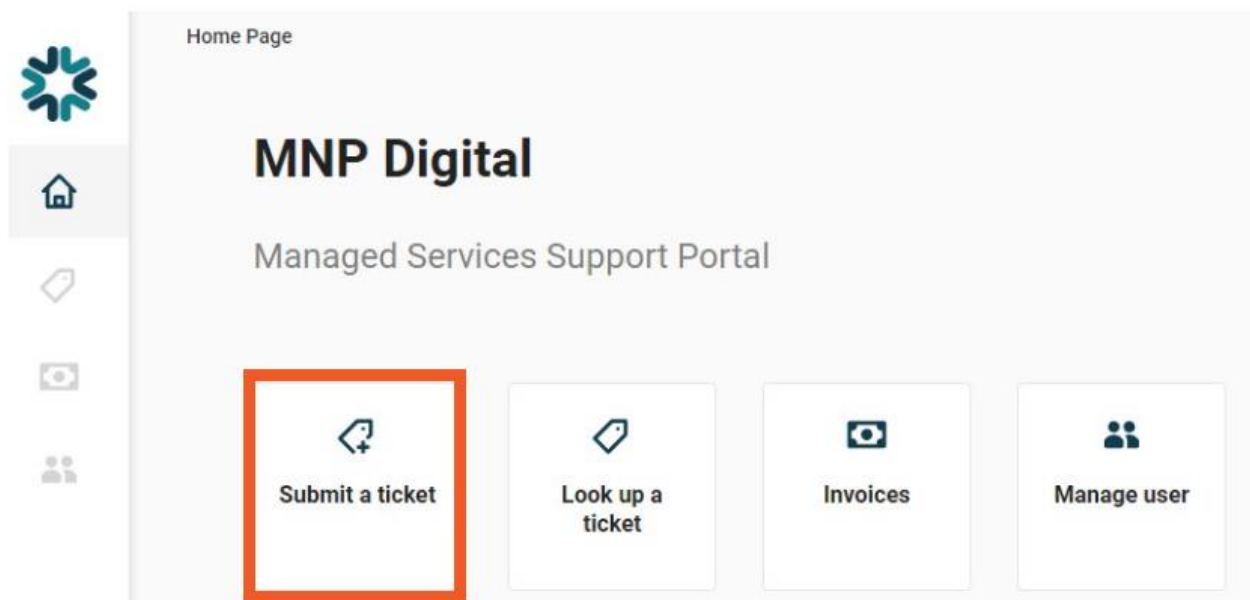 Home Page
MNP Digital
Managed Services Support Portal
Submit a ticket
Look up a
ticket
Invoices
Manage user